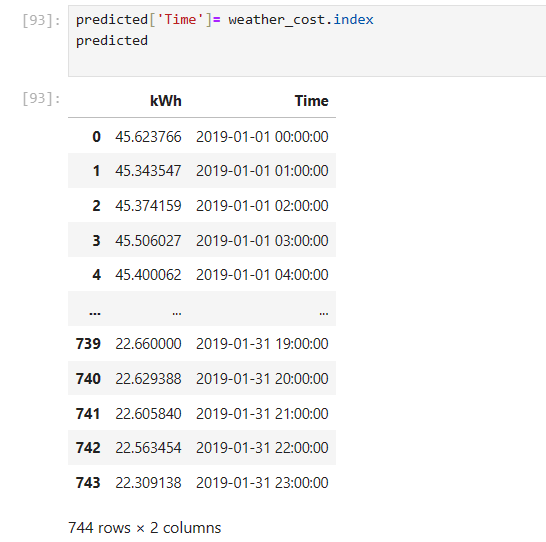 [93]: predicted['Time']= weather_cost.index
predicted
[93]:
kWh Time
0 45.623766 2019-01-01 00:00:00
1 45.343547 2019-01-01 01:00:00
2 45.374159 2019-01-01 02:00:00
3 45.506027 2019-01-01 03:00:00
4 45.400062 2019-01-01 04:00:00
... ... ...
739 22.660000 2019-01-31 19:00:00
740 22.629388 2019-01-31 20:00:00
741 22.605840 2019-01-31 21:00:00
742 22.563454 2019-01-31 22:00:00
743 22.309138 2019-01-31 23:00:00
744 rows × 2 columns